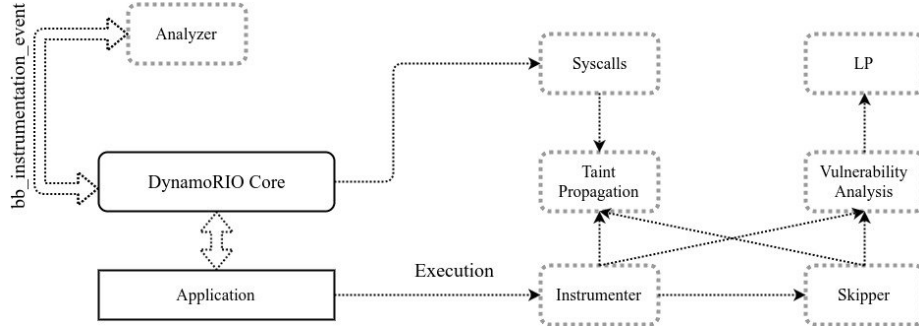 bb_instrumentation_event
Analyzer
Syscalls
LP
DynamoRIO Core
Taint
Propagation
Vulnerability
Analysis
Application
Execution
Instrumenter
Skipper